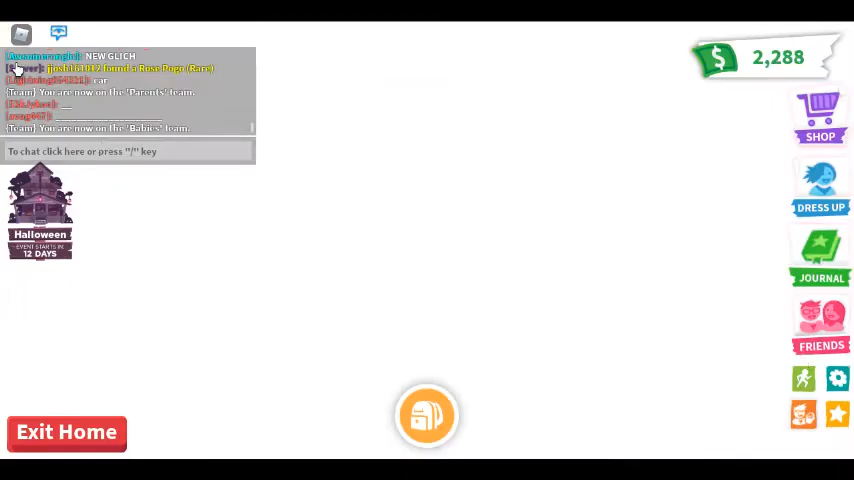 NEW GLICH
found a Rose Pogo (Rare)
car
{Team} You are now on the 'Parents' team.
{Team} You are now on the 'Babies' team.
To chat click here or press "/" key
Halloween
EVENT STARTS IN:
12 DAYS
Exit Home
$ 2,288
SHOP
DRESS UP
JOURNAL
FRIENDS